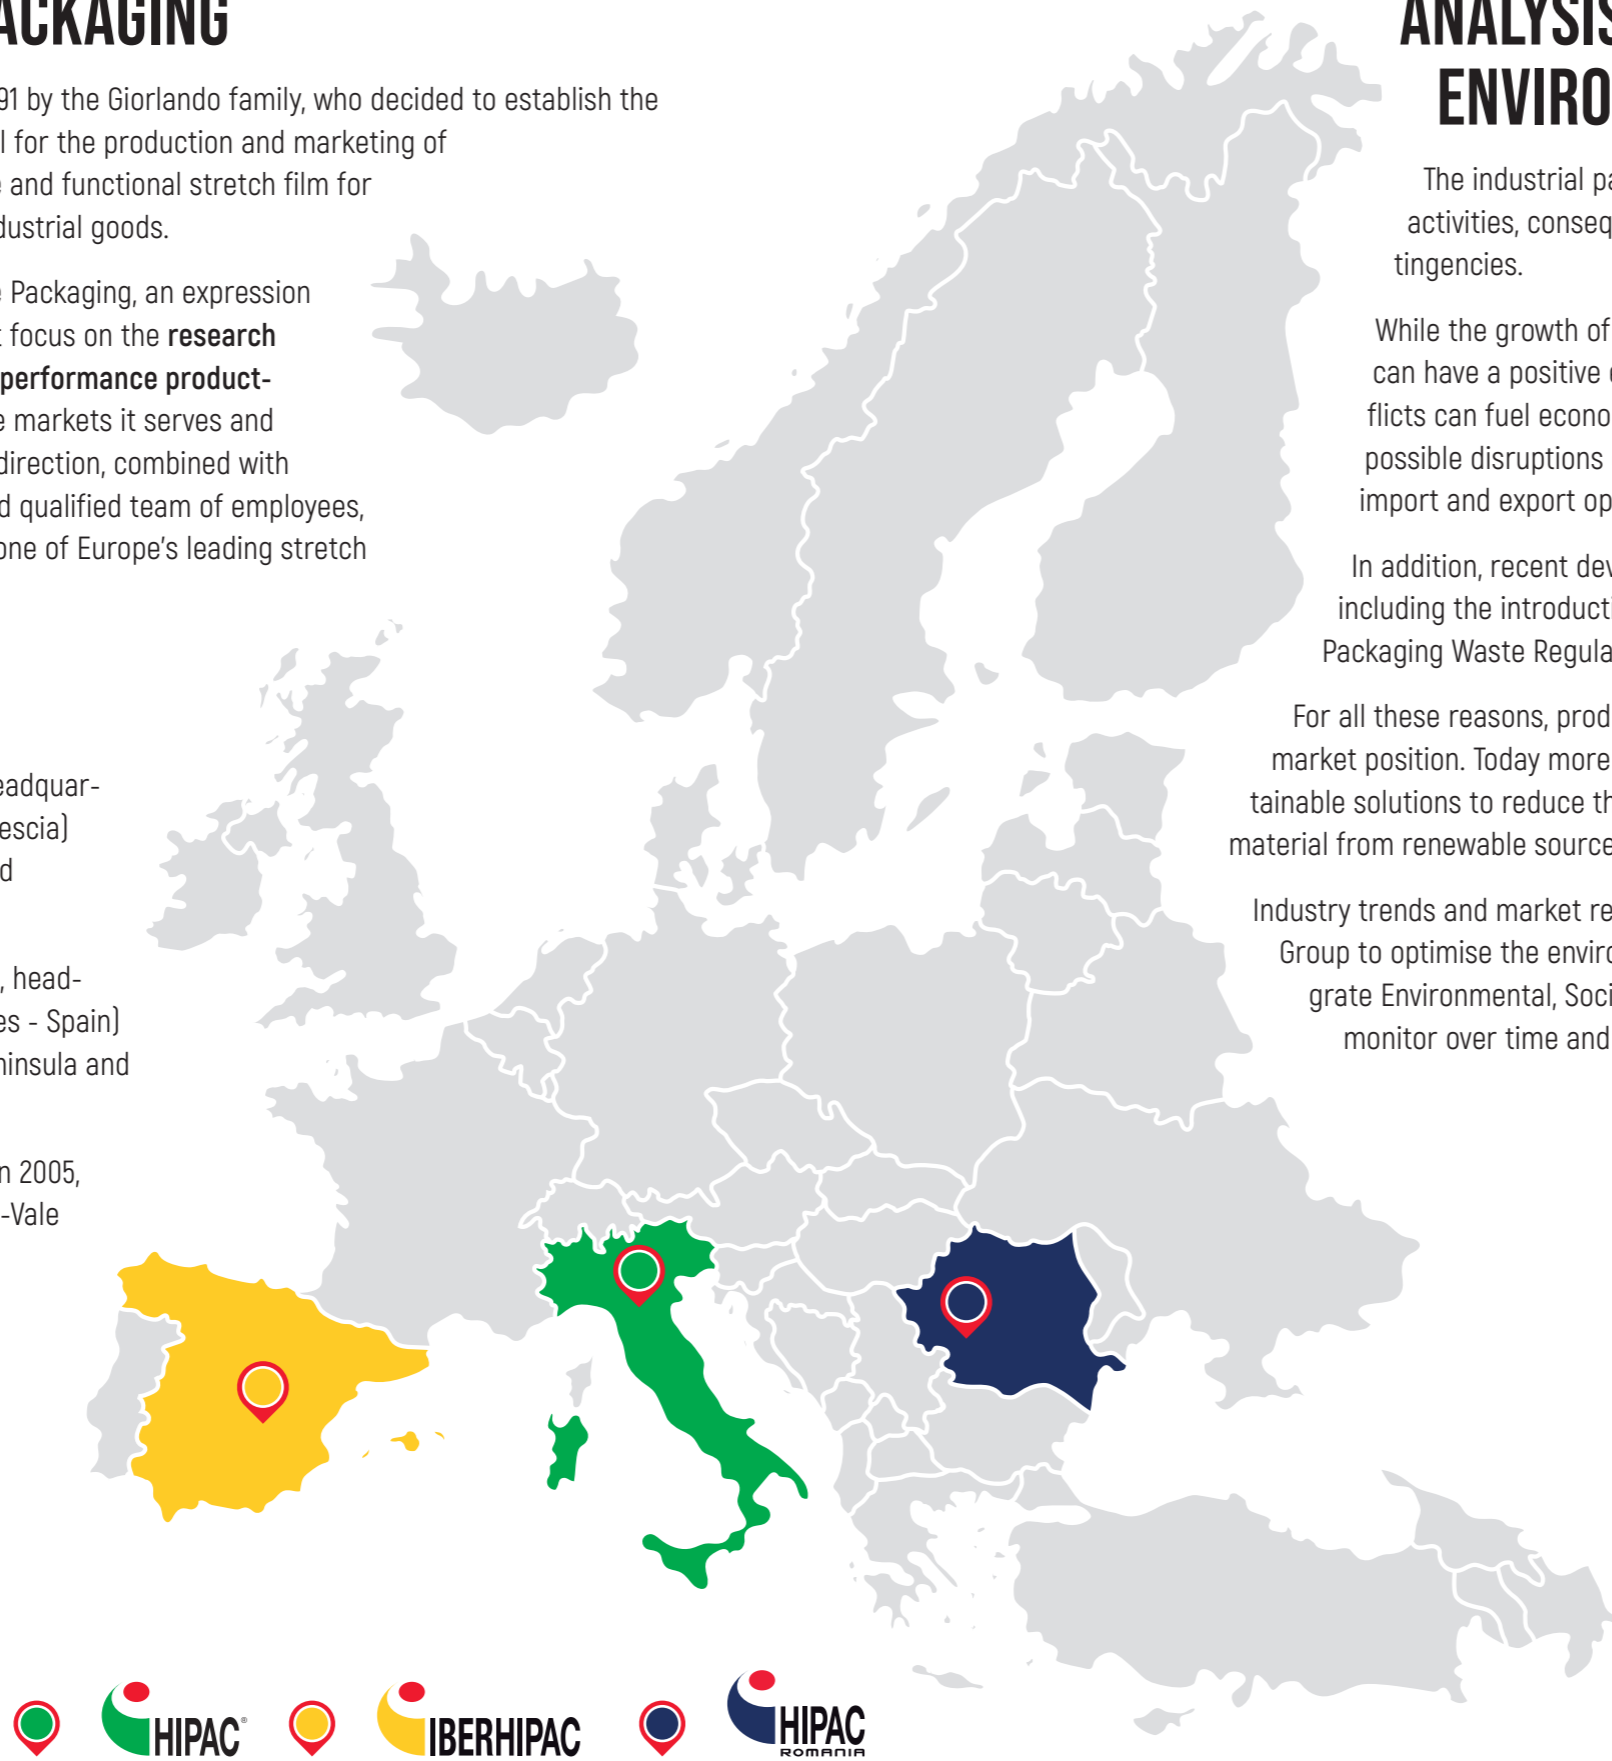 PACKAGING
91 by the Giorlando family, who decided to establish the
l for the production and marketing of
e and functional stretch film for
dustrial goods.
e Packaging, an expression
t focus on the research
performance product-
e markets it serves and
direction, combined with
d qualified team of employees,
one of Europe's leading stretch
eadquar-
escia)
d
, head-
es - Spain)
ninsula and
n 2005,
-Vale
ANALYSIS
ENVIRO
The industrial pa
activities, conseq
tingencies.
While the growth of
can have a positive
flicts can fuel econo
possible disruptions
import and export op
In addition, recent dev
including the introducti
Packaging Waste Regula
For all these reasons, prod
market position. Today more
tainable solutions to reduce th
material from renewable source
Industry trends and market re
Group to optimise the enviro
grate Environmental, Soci
monitor over time and
HIPAC®
IBERHIPAC
HIPAC
ROMANIA